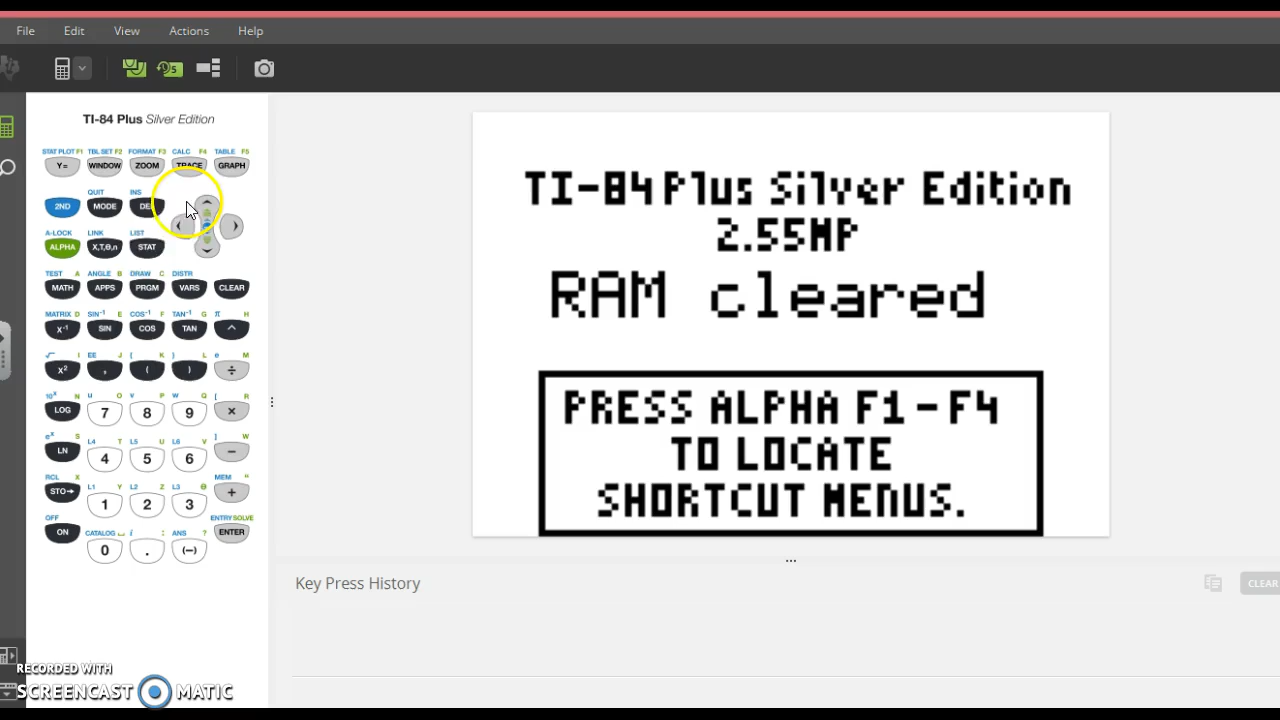 File Edit View Actions Help
5
TI-84 Plus Silver Edition
STAT PLOT F1 TBL SET F2 FORMAT F3 CALC F4 TABLE F5
Y= WINDOW ZOOM TRACE GRAPH
QUIT INS
2ND MODE DEL
A-LOCK LINK LIST
ALPHA X,T,Θ,n STAT
TEST A ANGLE B DRAW C DISTR
MATH APPS PRGM VARS CLEAR
MATRIX D SIN⁻¹ E COS⁻¹ F TAN⁻¹ G π H
X⁻¹ SIN COS TAN ^
√ I EE J { K } L e M
X² , ( ) ÷
10ˣ N u O v P w Q [ R
LOG 7 8 9 ×
eˣ S L4 T L5 U L6 V ] W
LN 4 5 6 −
RCL X L1 Y L2 Z L3 θ MEM "
STO→ 1 2 3 +
OFF CATALOG ⎵ i : ANS ? ENTRY SOLVE
ON 0 . (−) ENTER
TI-84 Plus Silver Edition
2.55MP
RAM cleared
PRESS ALPHA F1-F4
TO LOCATE
SHORTCUT MENUS.
Key Press History
CLEAR
RECORDED WITH
SCREENCAST MATIC